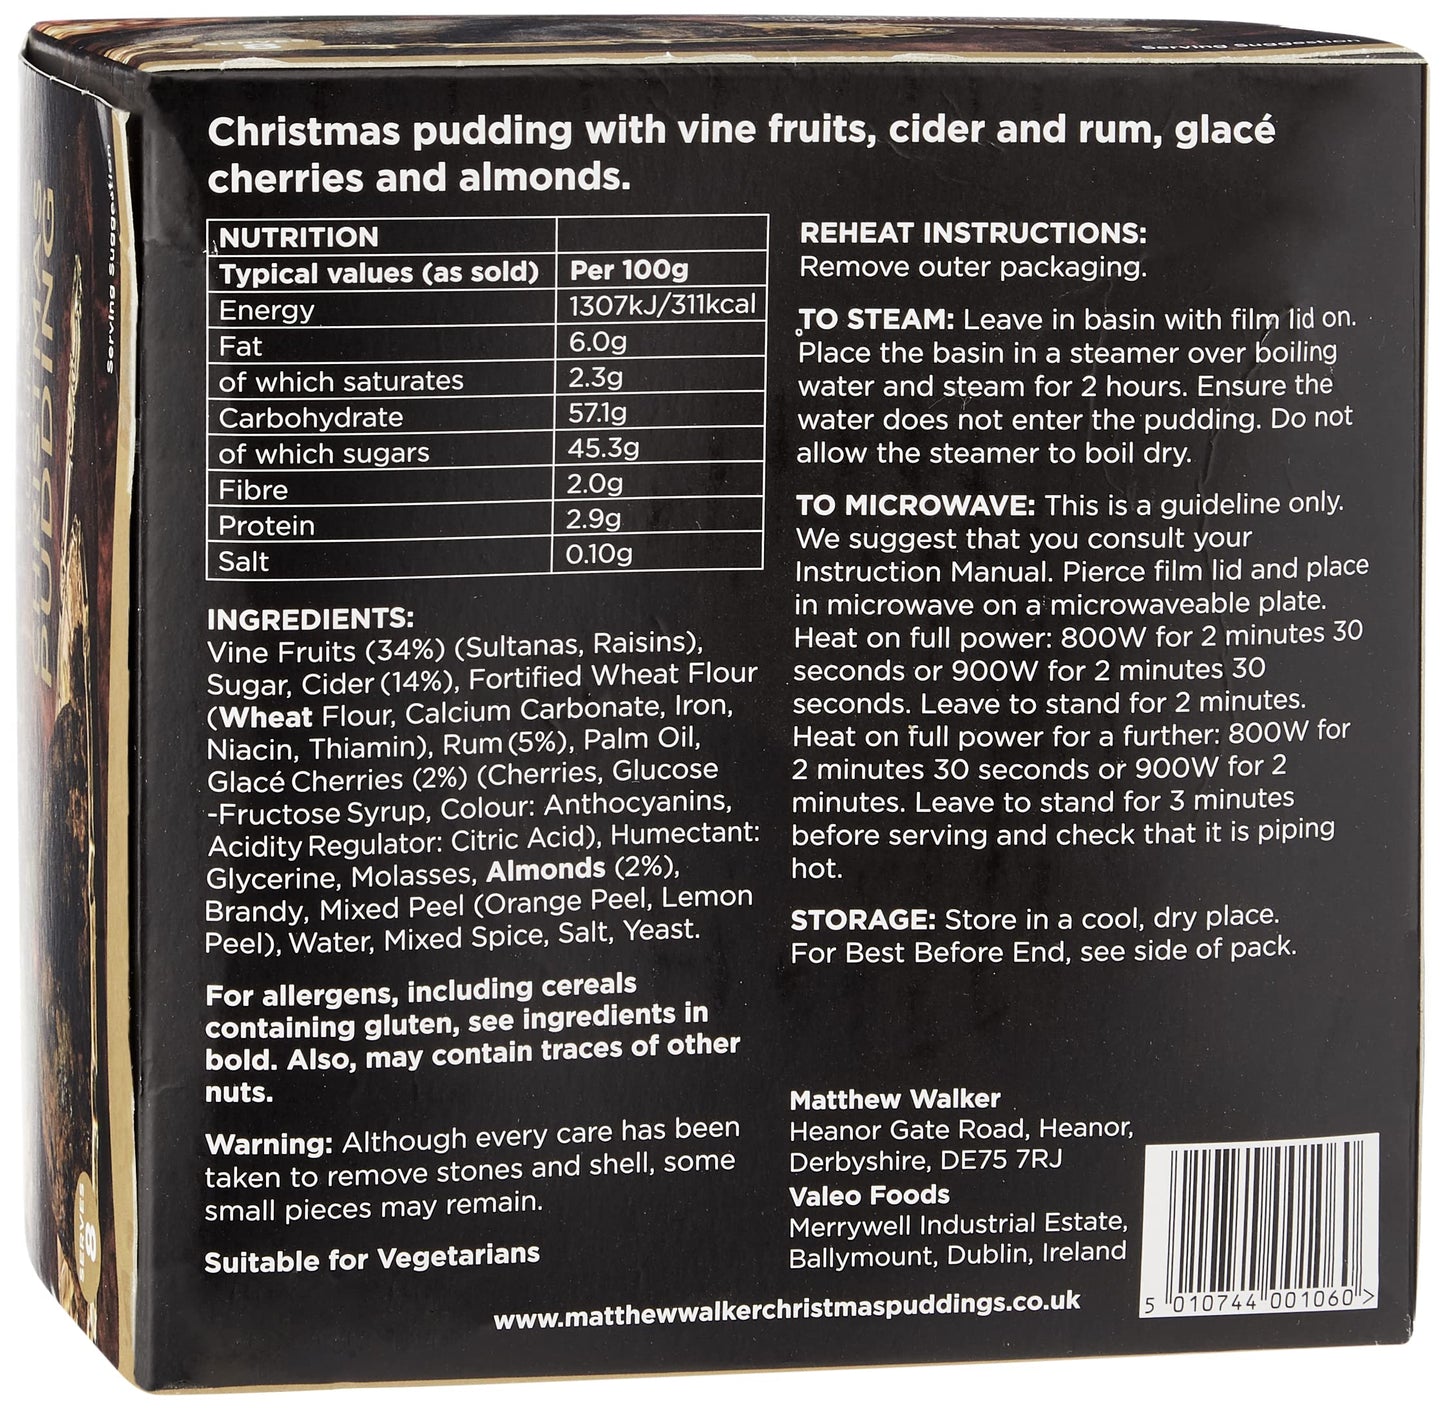 Serving Suggestion
Serving Suggestion
PUDDING
SERVES
8
Christmas pudding with vine fruits, cider and rum, glacé
cherries and almonds.
NUTRITION
Typical values (as sold) Per 100g
Energy 1307kJ/311kcal
Fat 6.0g
of which saturates 2.3g
Carbohydrate 57.1g
of which sugars 45.3g
Fibre 2.0g
Protein 2.9g
Salt 0.10g
INGREDIENTS:
Vine Fruits (34%) (Sultanas, Raisins),
Sugar, Cider (14%), Fortified Wheat Flour
(Wheat Flour, Calcium Carbonate, Iron,
Niacin, Thiamin), Rum (5%), Palm Oil,
Glacé Cherries (2%) (Cherries, Glucose
-Fructose Syrup, Colour: Anthocyanins,
Acidity Regulator: Citric Acid), Humectant:
Glycerine, Molasses, Almonds (2%),
Brandy, Mixed Peel (Orange Peel, Lemon
Peel), Water, Mixed Spice, Salt, Yeast.
For allergens, including cereals
containing gluten, see ingredients in
bold. Also, may contain traces of other
nuts.
Warning: Although every care has been
taken to remove stones and shell, some
small pieces may remain.
Suitable for Vegetarians
REHEAT INSTRUCTIONS:
Remove outer packaging.
TO STEAM: Leave in basin with film lid on.
Place the basin in a steamer over boiling
water and steam for 2 hours. Ensure the
water does not enter the pudding. Do not
allow the steamer to boil dry.
TO MICROWAVE: This is a guideline only.
We suggest that you consult your
Instruction Manual. Pierce film lid and place
in microwave on a microwaveable plate.
Heat on full power: 800W for 2 minutes 30
seconds or 900W for 2 minutes 30
seconds. Leave to stand for 2 minutes.
Heat on full power for a further: 800W for
2 minutes 30 seconds or 900W for 2
minutes. Leave to stand for 3 minutes
before serving and check that it is piping
hot.
STORAGE: Store in a cool, dry place.
For Best Before End, see side of pack.
Matthew Walker
Heanor Gate Road, Heanor,
Derbyshire, DE75 7RJ
Valeo Foods
Merrywell Industrial Estate,
Ballymount, Dublin, Ireland
www.matthewwalkerchristmaspuddings.co.uk
5 010744 001060 >